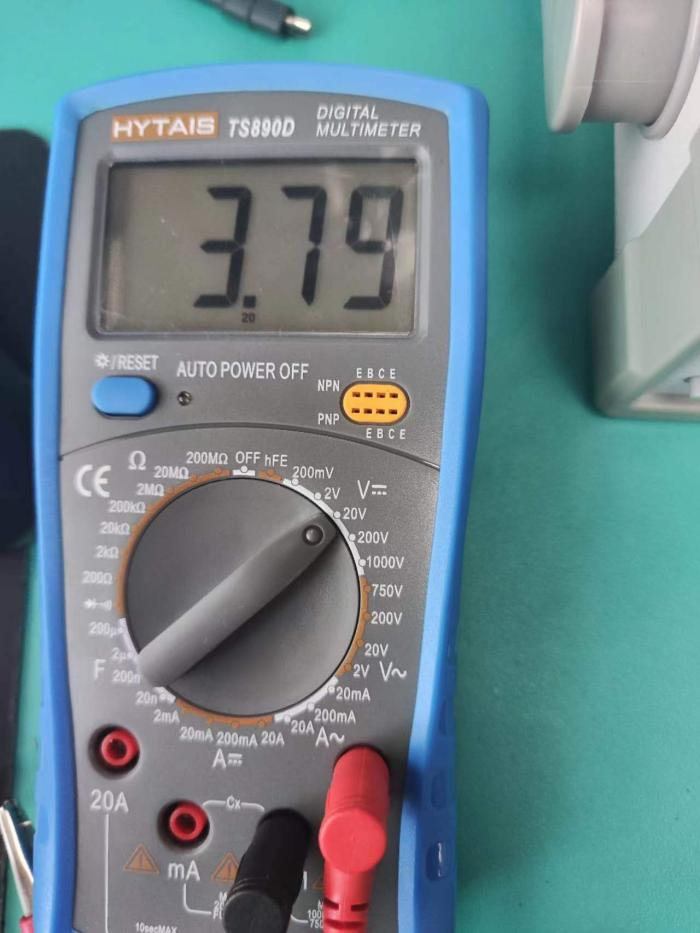 HYTAIS TS890D DIGITAL MULTIMETER
3.79
20
/RESET
AUTO POWER OFF
E B C E
NPN
PNP
E B C E
CE
Ω
200MΩ
OFF
hFE
20MΩ
2MΩ
200kΩ
20kΩ
2kΩ
200Ω
200mV
2V
V
20V
200V
1000V
750V
200V
20V
2V
V~
20mA
200mA
20A
A~
200µ
2µ
F
200n
20n
2mA
20mA
200mA
20A
A
20A
Cx
mA
10secMAX